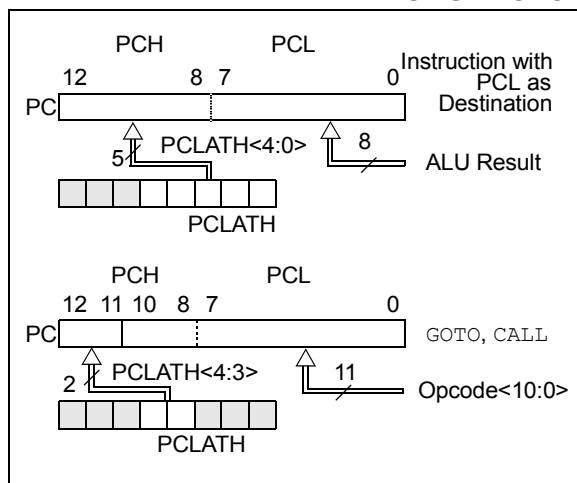 PCH PCL
12 8 7 0
Instruction with
PCL as
Destination
PC
5 PCLATH<4:0> 8
ALU Result
PCLATH
PCH PCL
12 11 10 8 7 0
PC
GOTO, CALL
2 PCLATH<4:3> 11
Opcode<10:0>
PCLATH